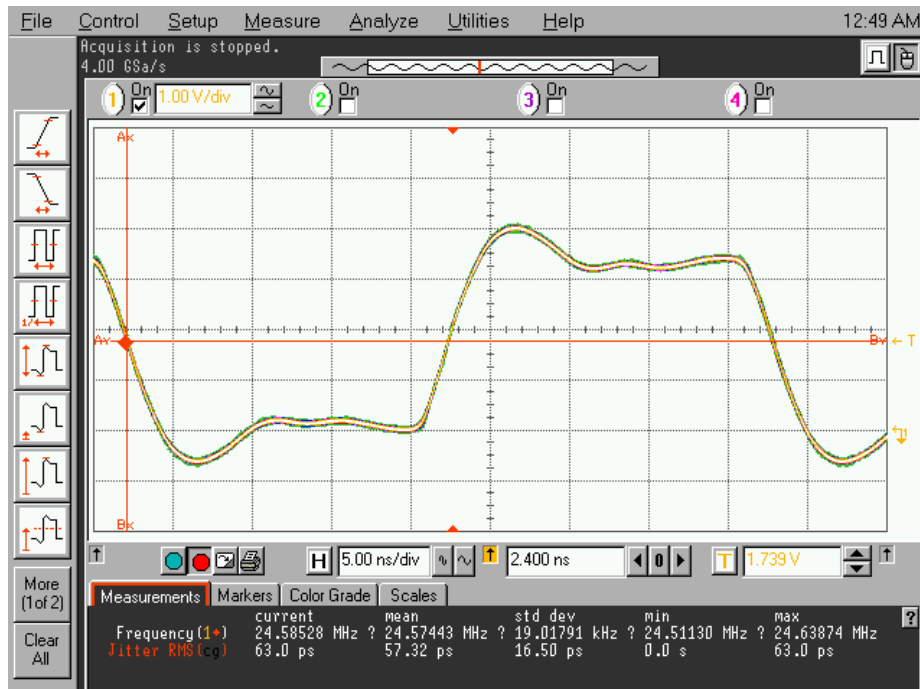 File Control Setup Measure Analyze Utilities Help 12:49 AM
Acquisition is stopped.
4.00 GSa/s
1 On 1.00 V/div 2 On 3 On 4 On
Ax
Ay By ← T
Bx
1
H 5.00 ns/div 2.400 ns 0 T 1.739 V
More
(1of 2)
Clear
All
Measurements Markers Color Grade Scales
current mean std dev min max
Frequency(1◆) 24.58528 MHz ? 24.57443 MHz ? 19.01791 kHz ? 24.51130 MHz ? 24.63874 MHz
Jitter RMS(cg) 63.0 ps 57.32 ps 16.50 ps 0.0 s 63.0 ps
?